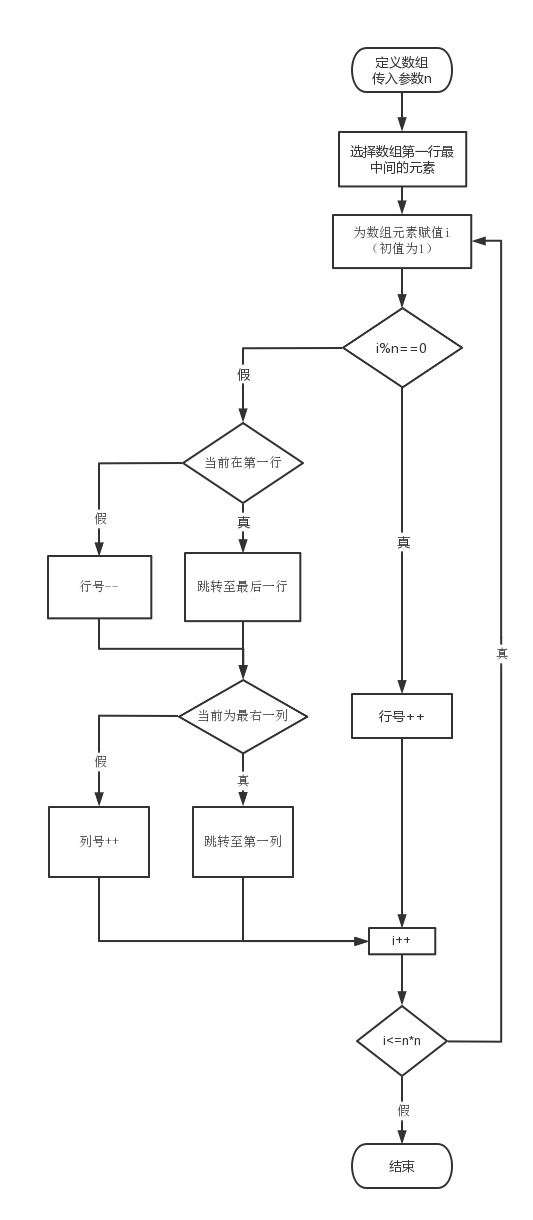 定义数组
传入参数n
选择数组第一行最
中间的元素
为数组元素赋值i
（初值为1）
i%n==0
假
当前在第一行
假
真
行号--
跳转至最后一行
真
真
当前为最右一列
行号++
假
真
列号++
跳转至第一列
i++
i<=n*n
假
结束